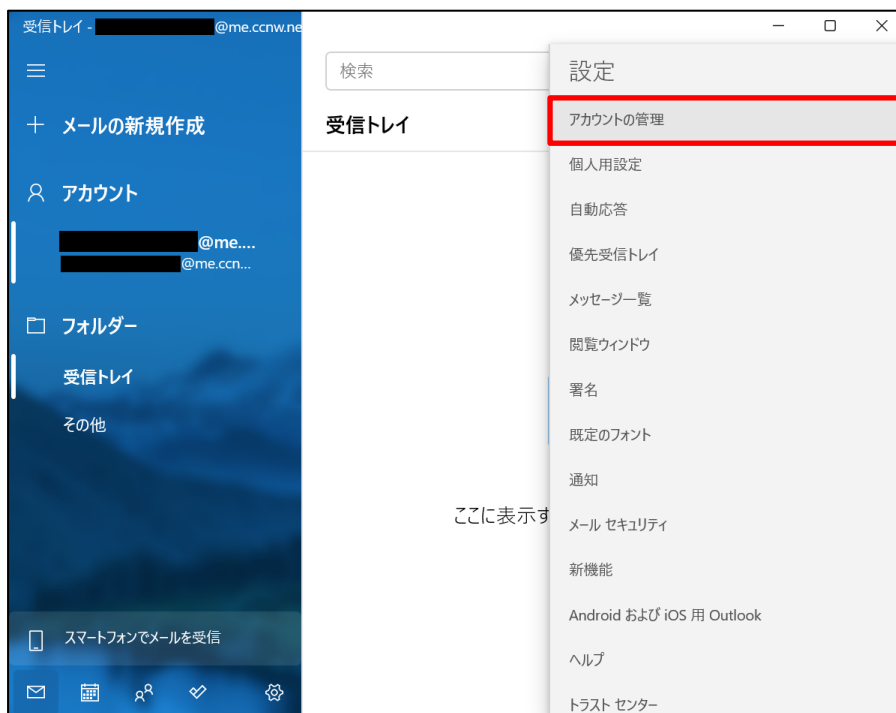 受信トレイ - @me.ccnw.ne
メールの新規作成
アカウント
@me....
@me.ccn...
フォルダー
受信トレイ
その他
スマートフォンでメールを受信
検索
受信トレイ
ここに表示す
設定
アカウントの管理
個人用設定
自動応答
優先受信トレイ
メッセージ一覧
閲覧ウィンドウ
署名
既定のフォント
通知
メール セキュリティ
新機能
Android および iOS 用 Outlook
ヘルプ
トラスト センター